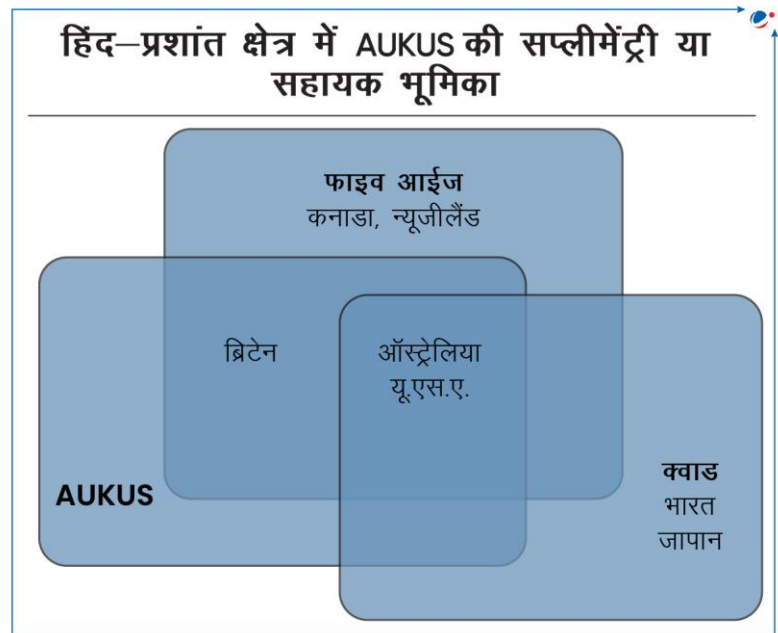 हिंद–प्रशांत क्षेत्र में AUKUS की सप्लीमेंट्री या
सहायक भूमिका
फाइव आईज
कनाडा, न्यूजीलैंड
ब्रिटेन
ऑस्ट्रेलिया
यू.एस.ए.
AUKUS
क्वाड
भारत
जापान